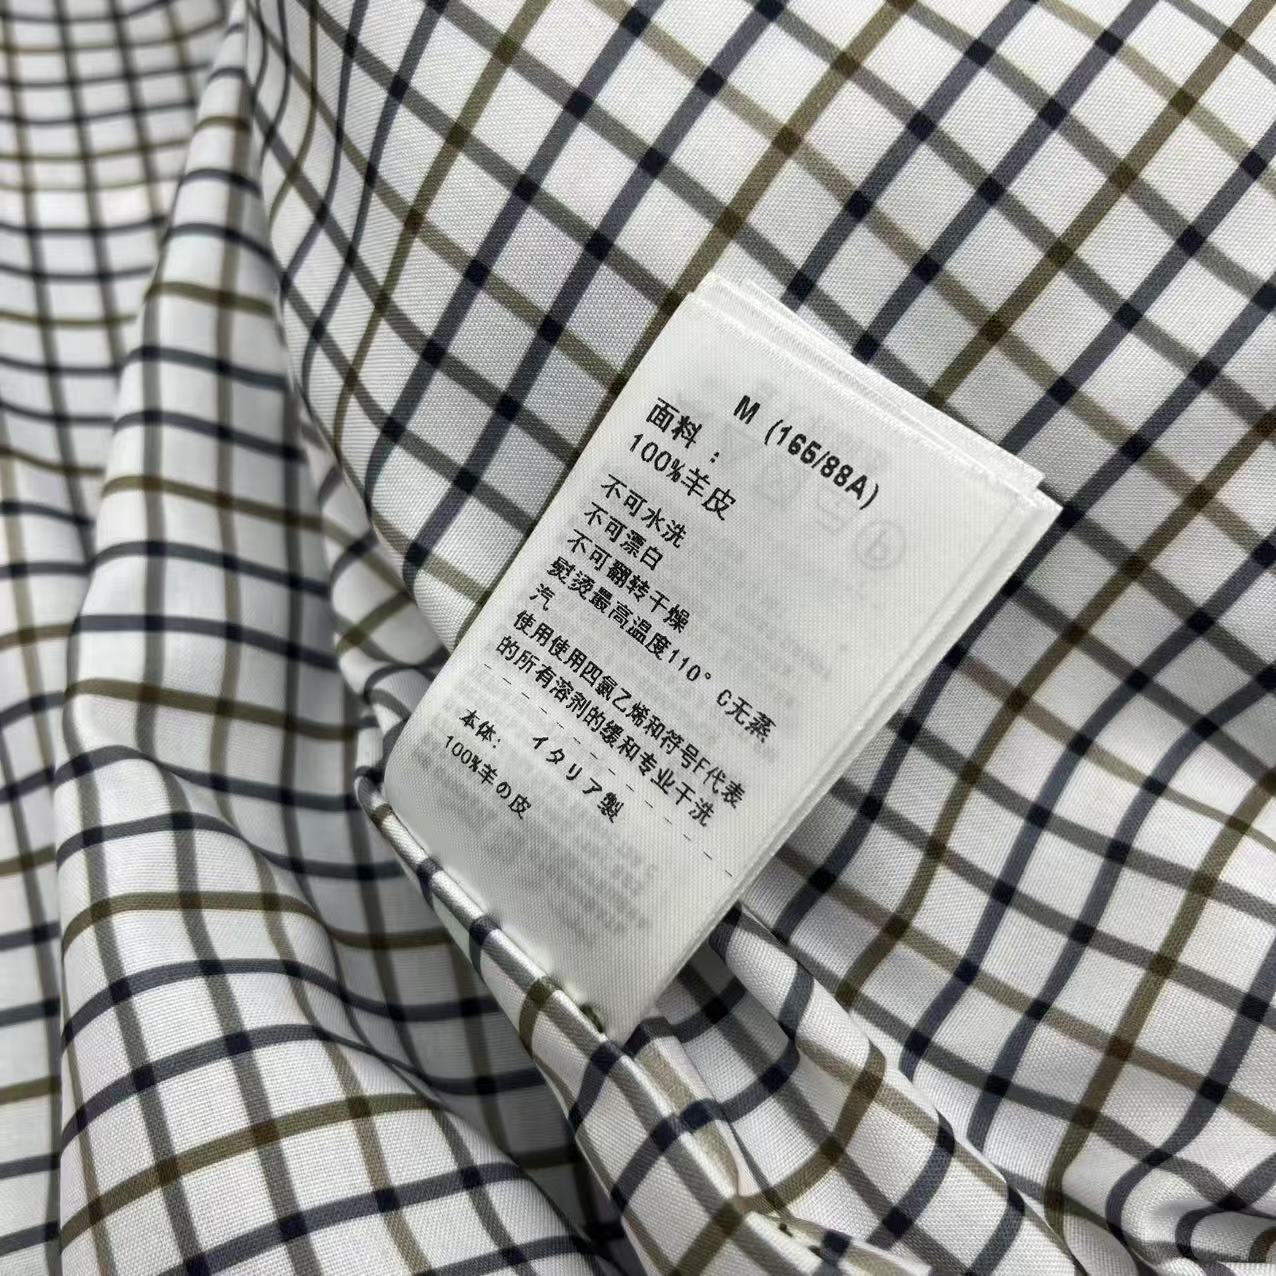 M (165/88A)
面料：
100%羊皮
不可水洗
不可漂白
不可翻转干燥
熨烫最高温度110°C无蒸
汽
使用使用四氯乙烯和符号F代表
的所有溶剂的缓和专业干洗
- - - - - - - - - - - - -
本体： イタリア製
100%羊の皮